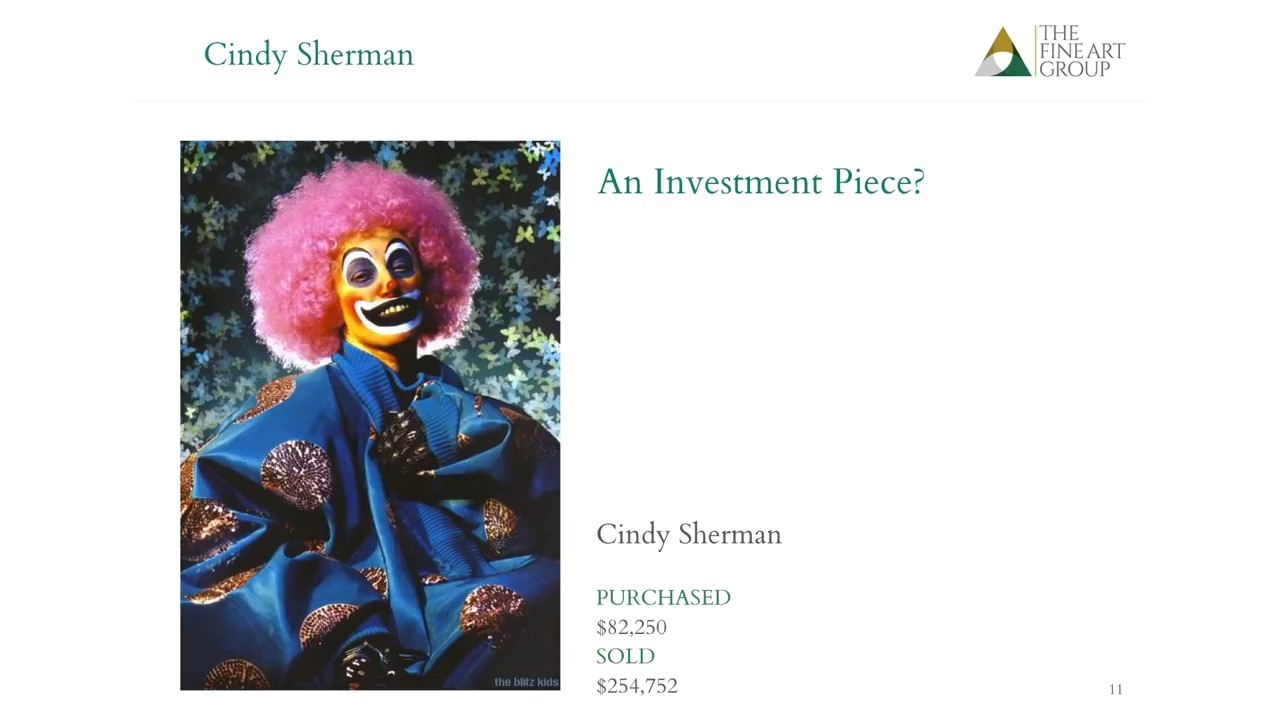 Cindy Sherman
THE
FINE ART
GROUP
An Investment Piece?
Cindy Sherman
PURCHASED
$82,250
SOLD
$254,752
the blitz kids
11